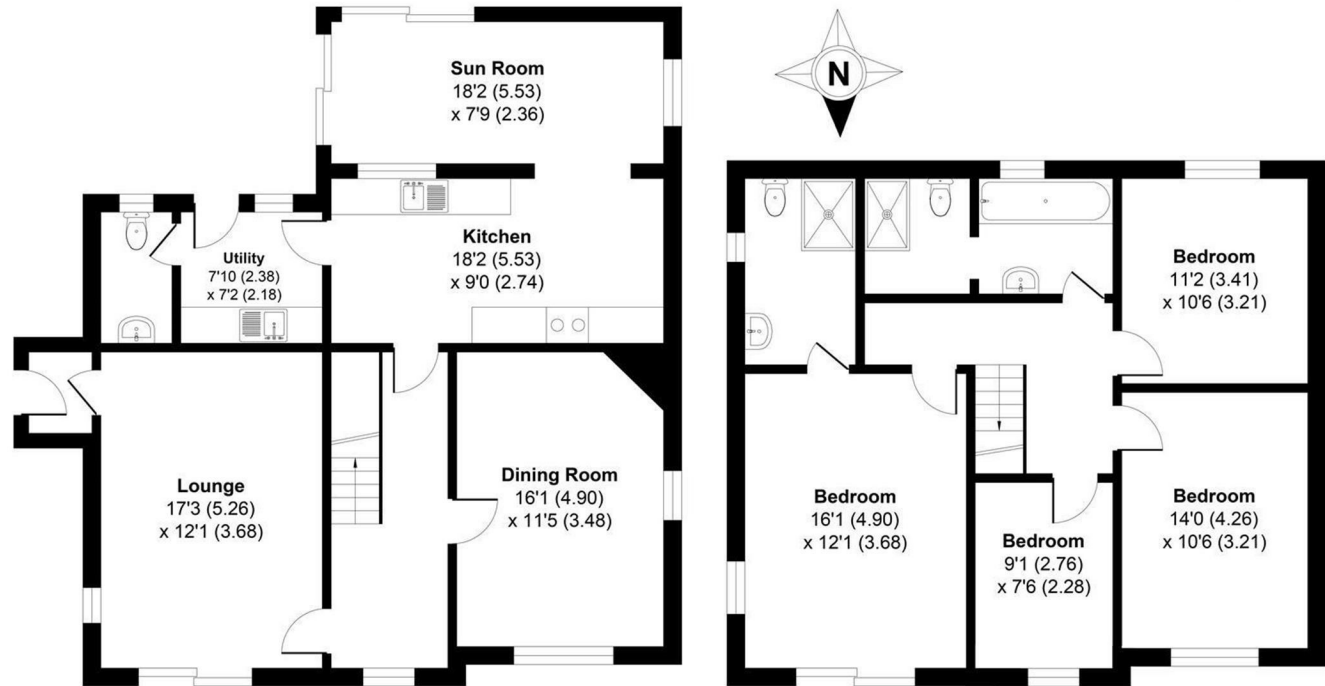 Sun Room
18'2 (5.53)
x 7'9 (2.36)
N
Kitchen
18'2 (5.53)
x 9'0 (2.74)
Utility
7'10 (2.38)
x 7'2 (2.18)
Lounge
17'3 (5.26)
x 12'1 (3.68)
Dining Room
16'1 (4.90)
x 11'5 (3.48)
Bedroom
11'2 (3.41)
x 10'6 (3.21)
Bedroom
16'1 (4.90)
x 12'1 (3.68)
Bedroom
9'1 (2.76)
x 7'6 (2.28)
Bedroom
14'0 (4.26)
x 10'6 (3.21)